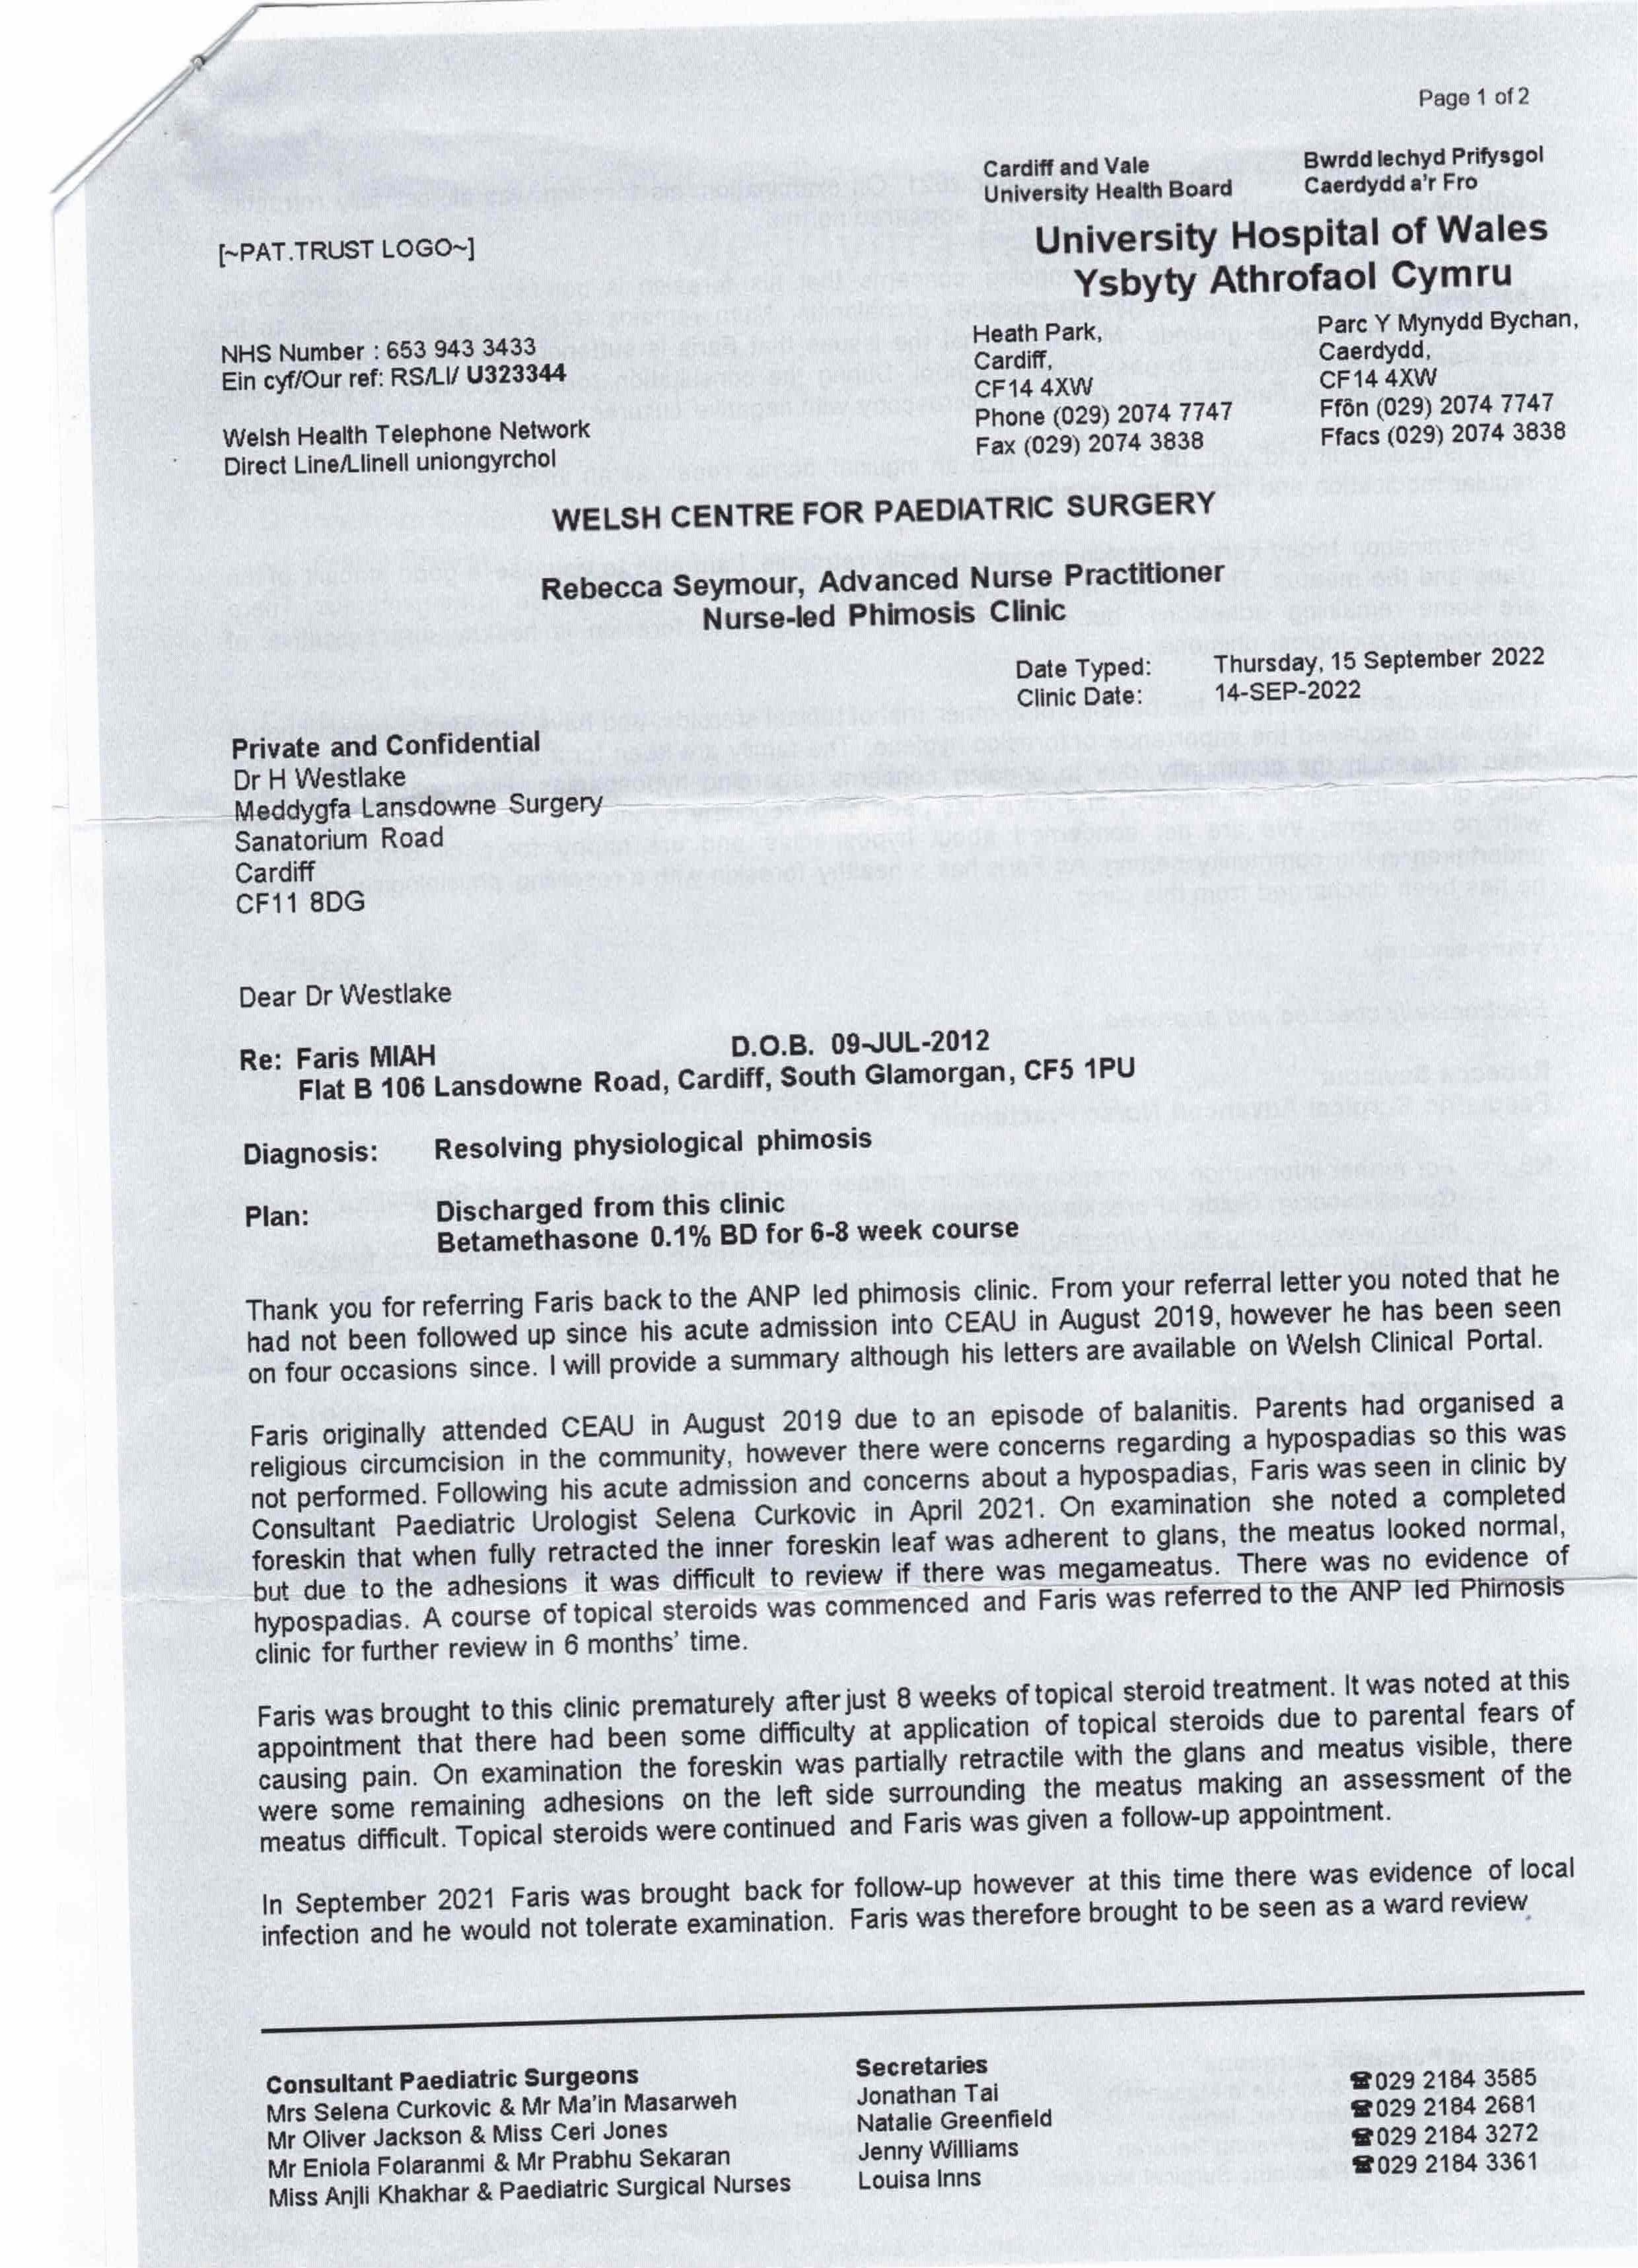 Page 1 of 2
Cardiff and Vale
University Health Board
Bwrdd Iechyd Prifysgol
Caerdydd a'r Fro
[~PAT.TRUST LOGO~]
University Hospital of Wales
Ysbyty Athrofaol Cymru
NHS Number : 653 943 3433
Ein cyf/Our ref: RS/LI/ U323344
Welsh Health Telephone Network
Direct Line/Llinell uniongyrchol
Heath Park,
Cardiff,
CF14 4XW
Phone (029) 2074 7747
Fax (029) 2074 3838
Parc Y Mynydd Bychan,
Caerdydd,
CF14 4XW
Ffôn (029) 2074 7747
Ffacs (029) 2074 3838
WELSH CENTRE FOR PAEDIATRIC SURGERY
Rebecca Seymour, Advanced Nurse Practitioner
Nurse-led Phimosis Clinic
Date Typed: Thursday, 15 September 2022
Clinic Date: 14-SEP-2022
Private and Confidential
Dr H Westlake
Meddygfa Lansdowne Surgery
Sanatorium Road
Cardiff
CF11 8DG
Dear Dr Westlake
Re: Faris MIAH D.O.B. 09-JUL-2012
Flat B 106 Lansdowne Road, Cardiff, South Glamorgan, CF5 1PU
Diagnosis: Resolving physiological phimosis
Plan: Discharged from this clinic
Betamethasone 0.1% BD for 6-8 week course
Thank you for referring Faris back to the ANP led phimosis clinic. From your referral letter you noted that he
had not been followed up since his acute admission into CEAU in August 2019, however he has been seen
on four occasions since. I will provide a summary although his letters are available on Welsh Clinical Portal.
Faris originally attended CEAU in August 2019 due to an episode of balanitis. Parents had organised a
religious circumcision in the community, however there were concerns regarding a hypospadias so this was
not performed. Following his acute admission and concerns about a hypospadias, Faris was seen in clinic by
Consultant Paediatric Urologist Selena Curkovic in April 2021. On examination she noted a completed
foreskin that when fully retracted the inner foreskin leaf was adherent to glans, the meatus looked normal,
but due to the adhesions it was difficult to review if there was megameatus. There was no evidence of
hypospadias. A course of topical steroids was commenced and Faris was referred to the ANP led Phimosis
clinic for further review in 6 months' time.
Faris was brought to this clinic prematurely after just 8 weeks of topical steroid treatment. It was noted at this
appointment that there had been some difficulty at application of topical steroids due to parental fears of
causing pain. On examination the foreskin was partially retractile with the glans and meatus visible, there
were some remaining adhesions on the left side surrounding the meatus making an assessment of the
meatus difficult. Topical steroids were continued and Faris was given a follow-up appointment.
In September 2021 Faris was brought back for follow-up however at this time there was evidence of local
infection and he would not tolerate examination. Faris was therefore brought to be seen as a ward review.
Consultant Paediatric Surgeons
Mrs Selena Curkovic & Mr Ma'in Masarweh
Mr Oliver Jackson & Miss Ceri Jones
Mr Eniola Folaranmi & Mr Prabhu Sekaran
Miss Anjli Khakhar & Paediatric Surgical Nurses
Secretaries
Jonathan Tai
Natalie Greenfield
Jenny Williams
Louisa Inns
☎029 2184 3585
☎029 2184 2681
☎029 2184 3272
☎029 2184 3361